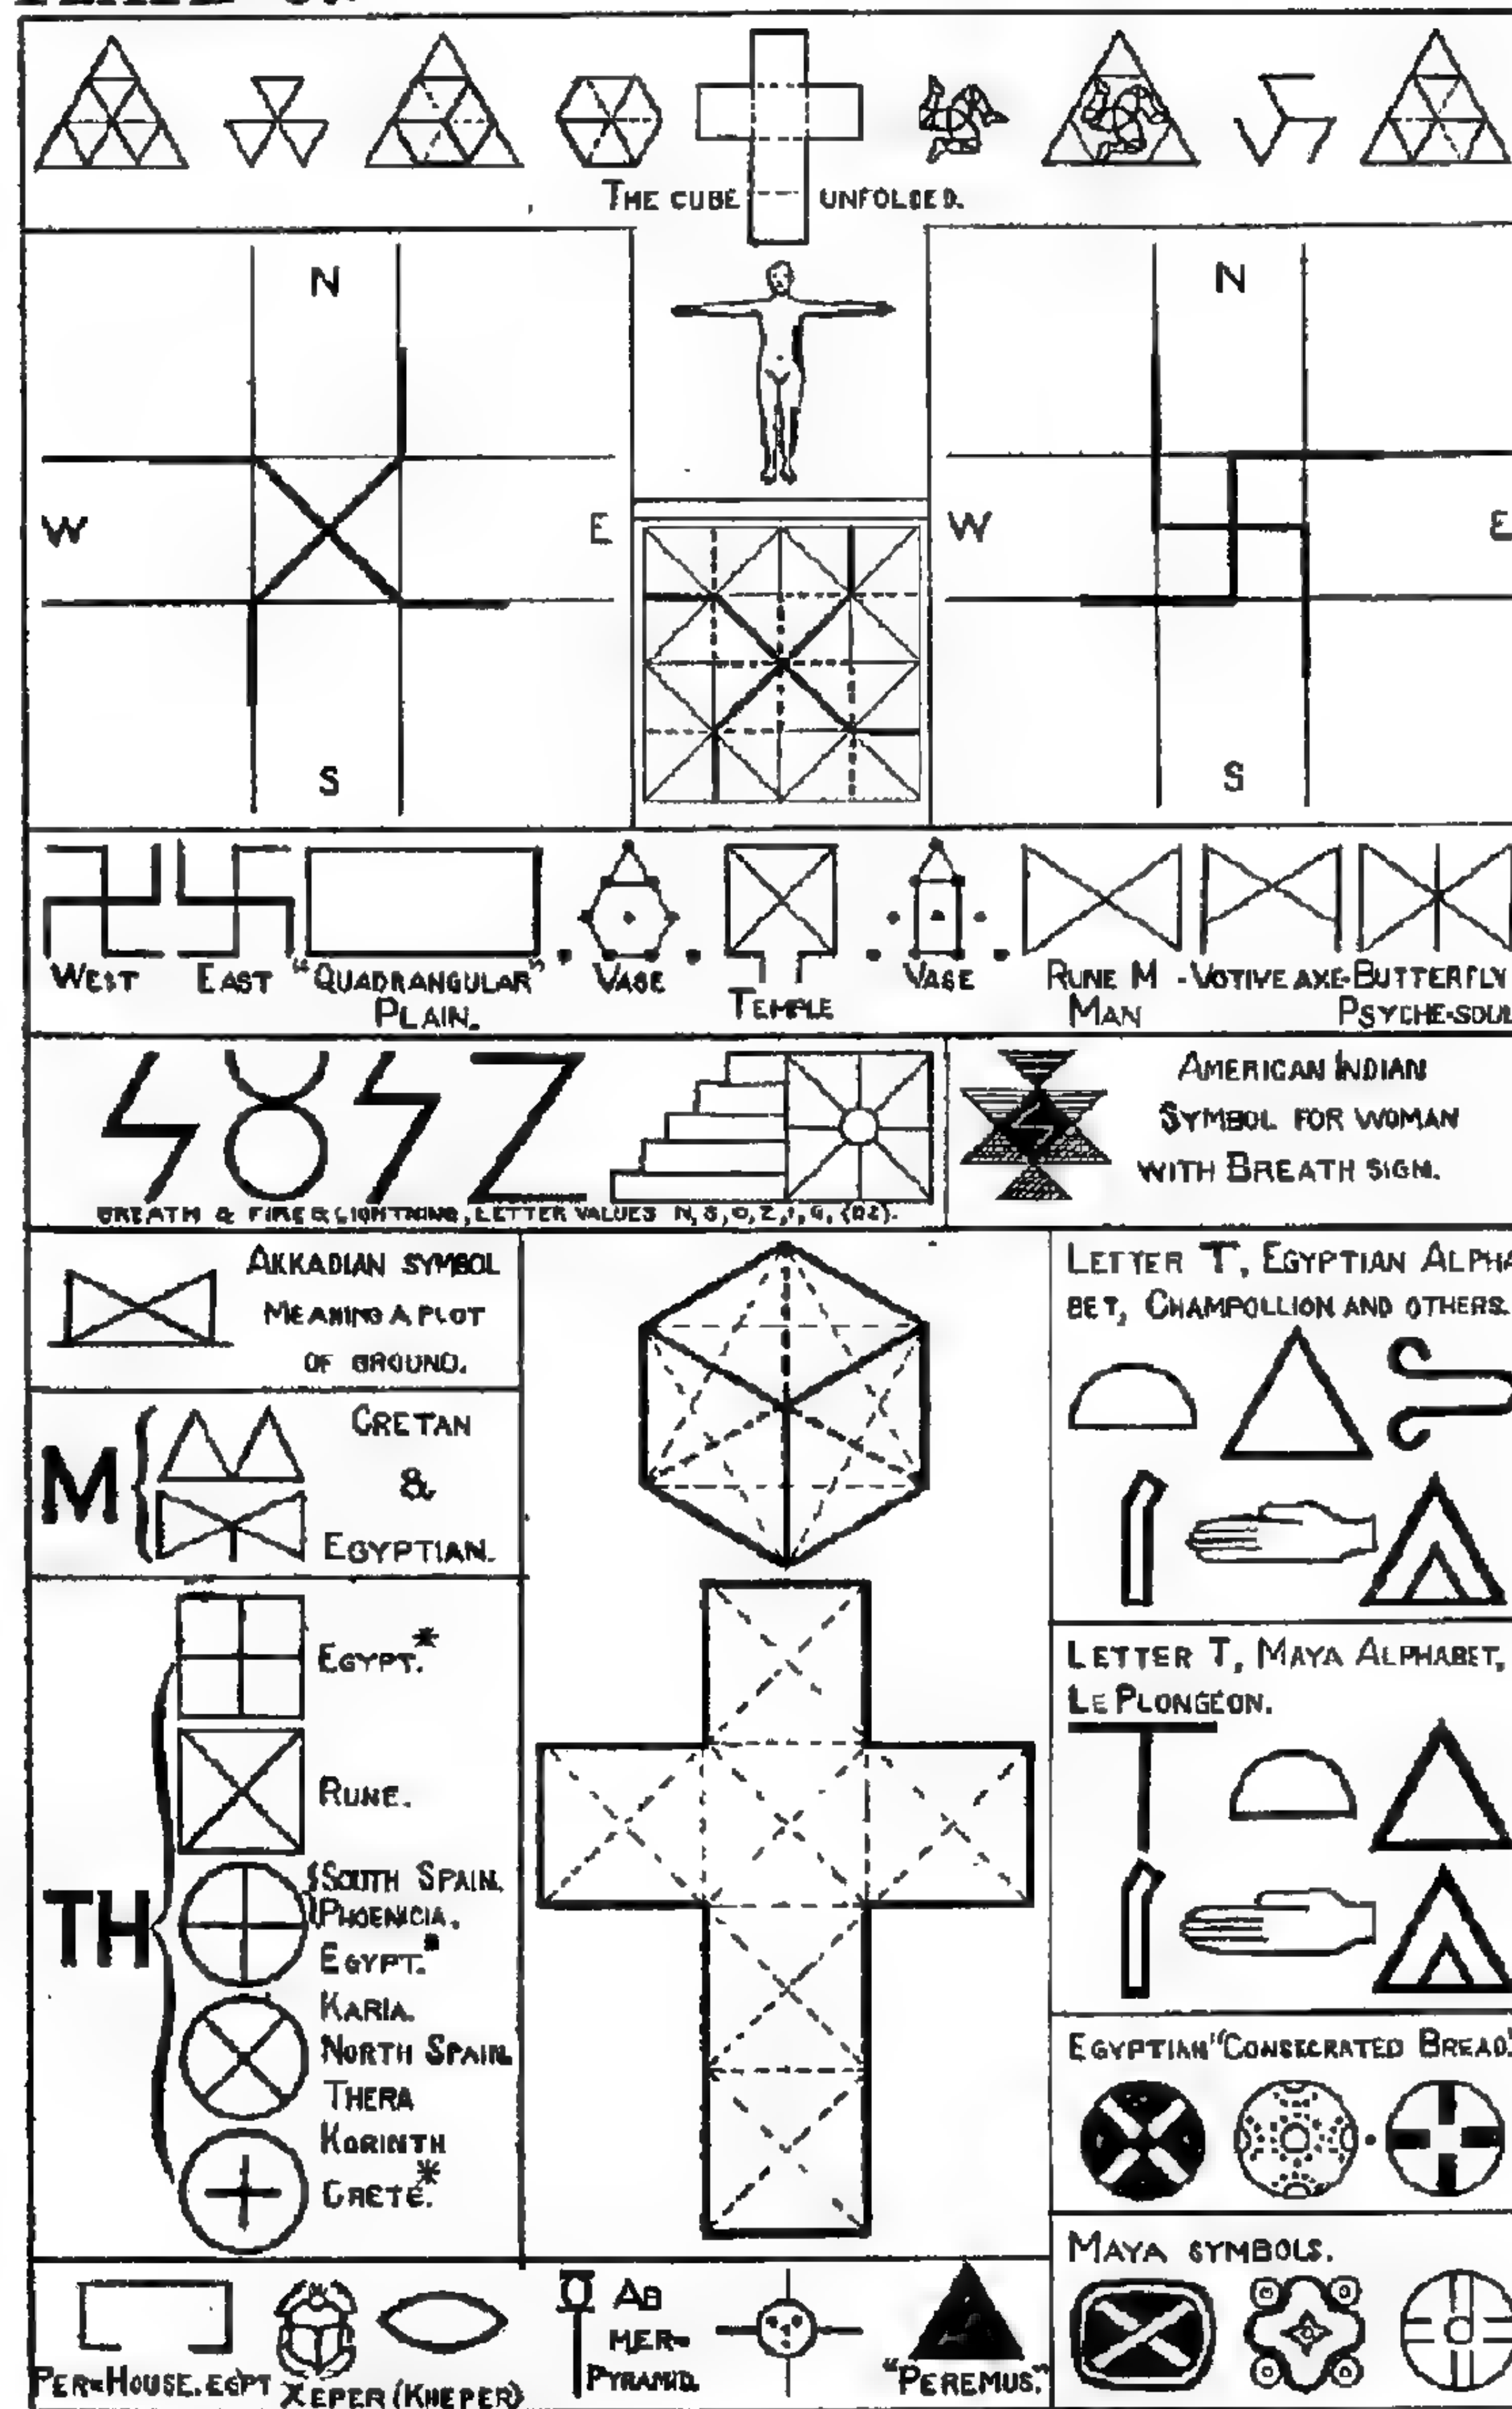 THE CUBE UNFOLDED.
N
N
W
E
W
E
S
S
WEST EAST "QUADRANGULAR" VASE TEMPLE VASE RUNE M - VOTIVE AXE - BUTTERFLY
PLAIN. MAN PSYCHE-SOUL
AMERICAN INDIAN
SYMBOL FOR WOMAN
WITH BREATH SIGN.
BREATH & FIRE & LIGHTNING, LETTER VALUES N, S, O, Z,
AKKADIAN SYMBOL
MEANING A PLOT
OF GROUND.
LETTER T, EGYPTIAN ALPHA
BET, CHAMPOLLION AND OTHERS.
M
CRETAN
&
EGYPTIAN.
LETTER T, MAYA ALPHABET,
LE PLONGEON.
TH
EGYPT.*
RUNE.
SOUTH SPAIN.
PHOENICIA.
EGYPT.
KARIA.
NORTH SPAIN.
THERA
KORINTH
CRETE.*
EGYPTIAN "CONSECRATED BREAD."
MAYA SYMBOLS.
PER=HOUSE. EGPT
XEPER (KHEPER)
AB
MER=
PYRAMID.
"PEREMUS."